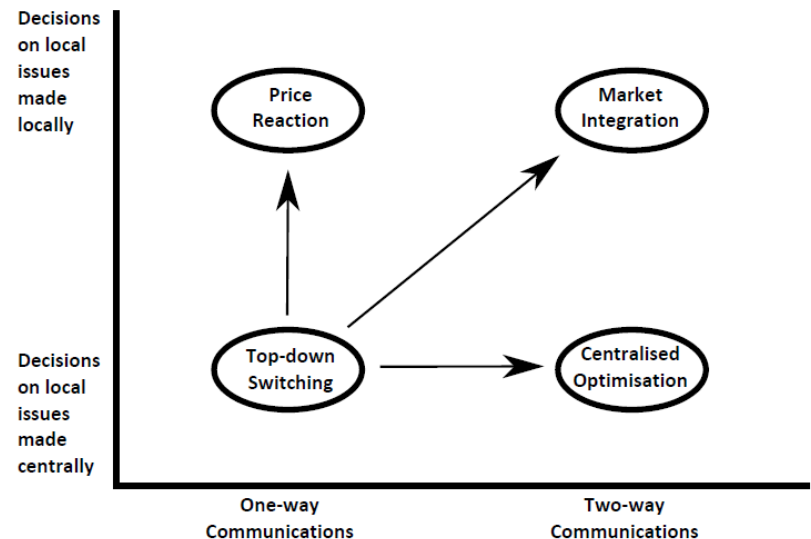 Decisions
on local
issues
made
locally
Price
Reaction
Market
Integration
Decisions
on local
issues
made
centrally
Top-down
Switching
Centralised
Optimisation
One-way
Communications
Two-way
Communications